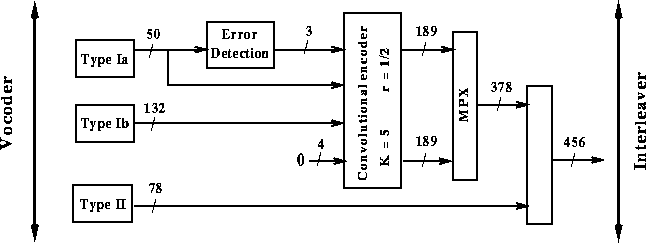 Vocoder
Type Ia
50
Error
Detection
3
Type Ib
132
0
4
Convolutional encoder
K = 5 r = 1/2
189
189
MPX
378
Type II
78
456
Interleaver